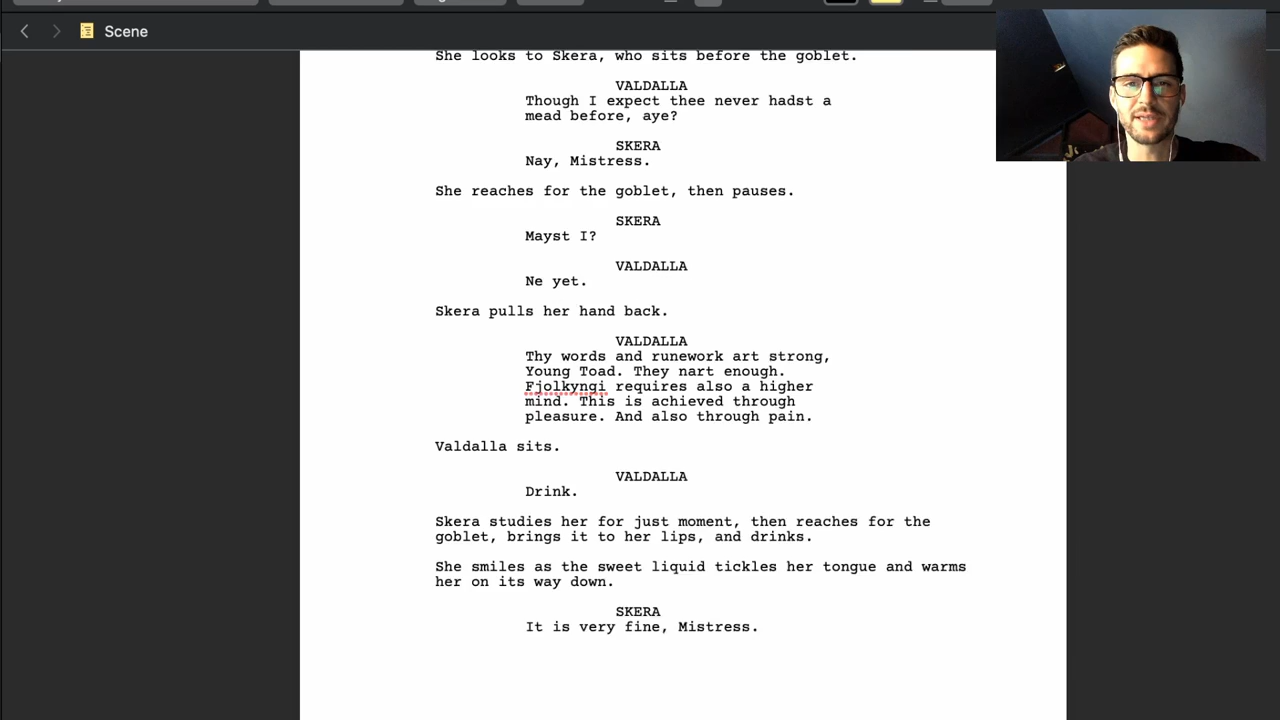 Scene
She looks to Skera, who sits before the goblet.
VALDALLA
Though I expect thee never hadst a
mead before, aye?
SKERA
Nay, Mistress.
She reaches for the goblet, then pauses.
SKERA
Mayst I?
VALDALLA
Ne yet.
Skera pulls her hand back.
VALDALLA
Thy words and runework art strong,
Young Toad. They nart enough.
Fjolkyngi requires also a higher
mind. This is achieved through
pleasure. And also through pain.
Valdalla sits.
VALDALLA
Drink.
Skera studies her for just moment, then reaches for the
goblet, brings it to her lips, and drinks.
She smiles as the sweet liquid tickles her tongue and warms
her on its way down.
SKERA
It is very fine, Mistress.